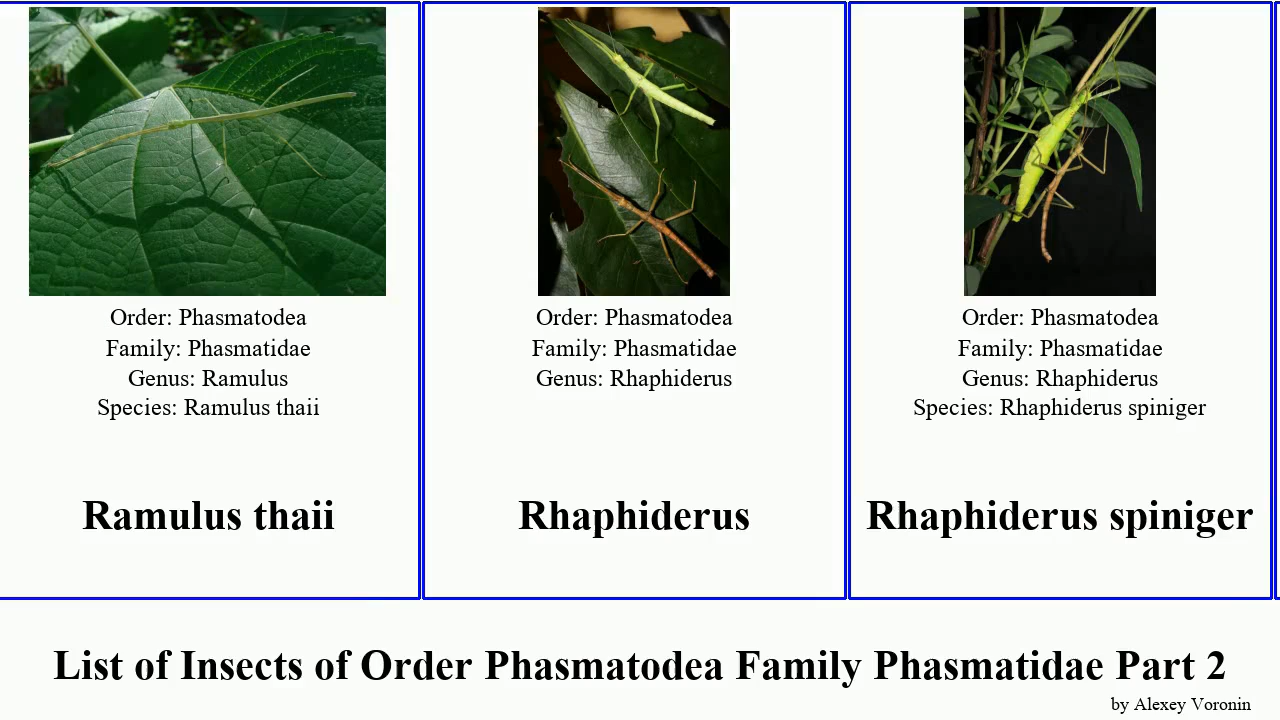 Order: Phasmatodea
Family: Phasmatidae
Genus: Ramulus
Species: Ramulus thaii
Ramulus thaii
Order: Phasmatodea
Family: Phasmatidae
Genus: Rhaphiderus
Rhaphiderus
Order: Phasmatodea
Family: Phasmatidae
Genus: Rhaphiderus
Species: Rhaphiderus spiniger
Rhaphiderus spiniger
List of Insects of Order Phasmatodea Family Phasmatidae Part 2
by Alexey Voronin